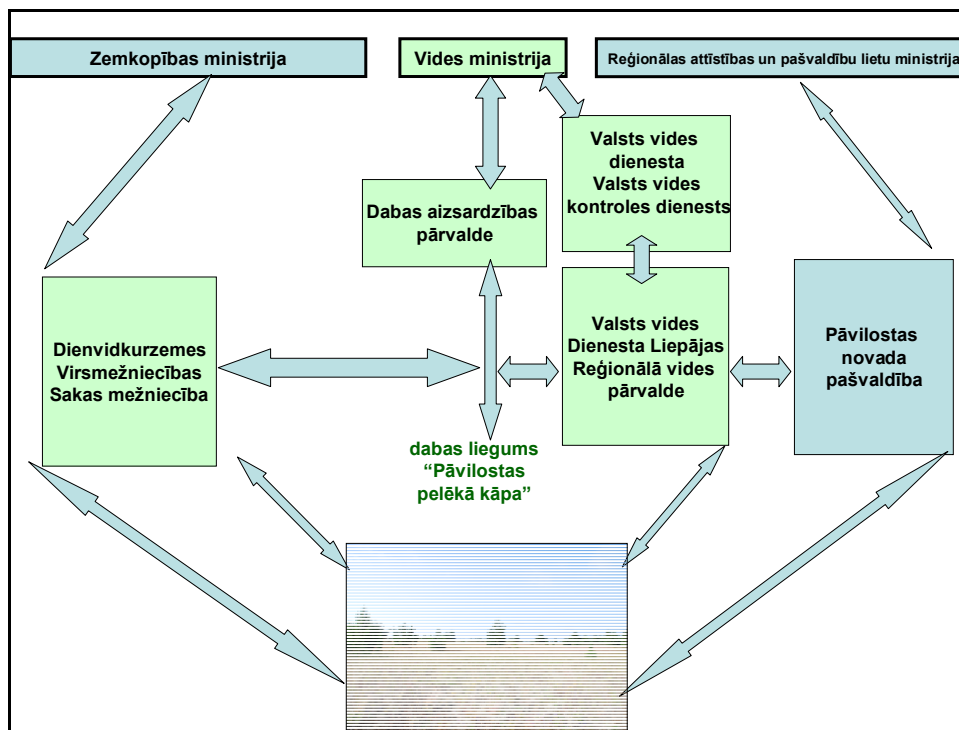 Zemkopības ministrija
Vides ministrija
Reģionālas attīstības un pašvaldību lietu ministrija
Valsts vides
dienesta
Valsts vides
kontroles dienests
Dabas aizsardzības
pārvalde
Dienvidkurzemes
Virsmežniecības
Sakas mežniecība
Valsts vides
Dienesta Liepājas
Reģionālā vides
pārvalde
Pāvilostas
novada
pašvaldība
dabas liegums
“Pāvilostas
pelēkā kāpa”